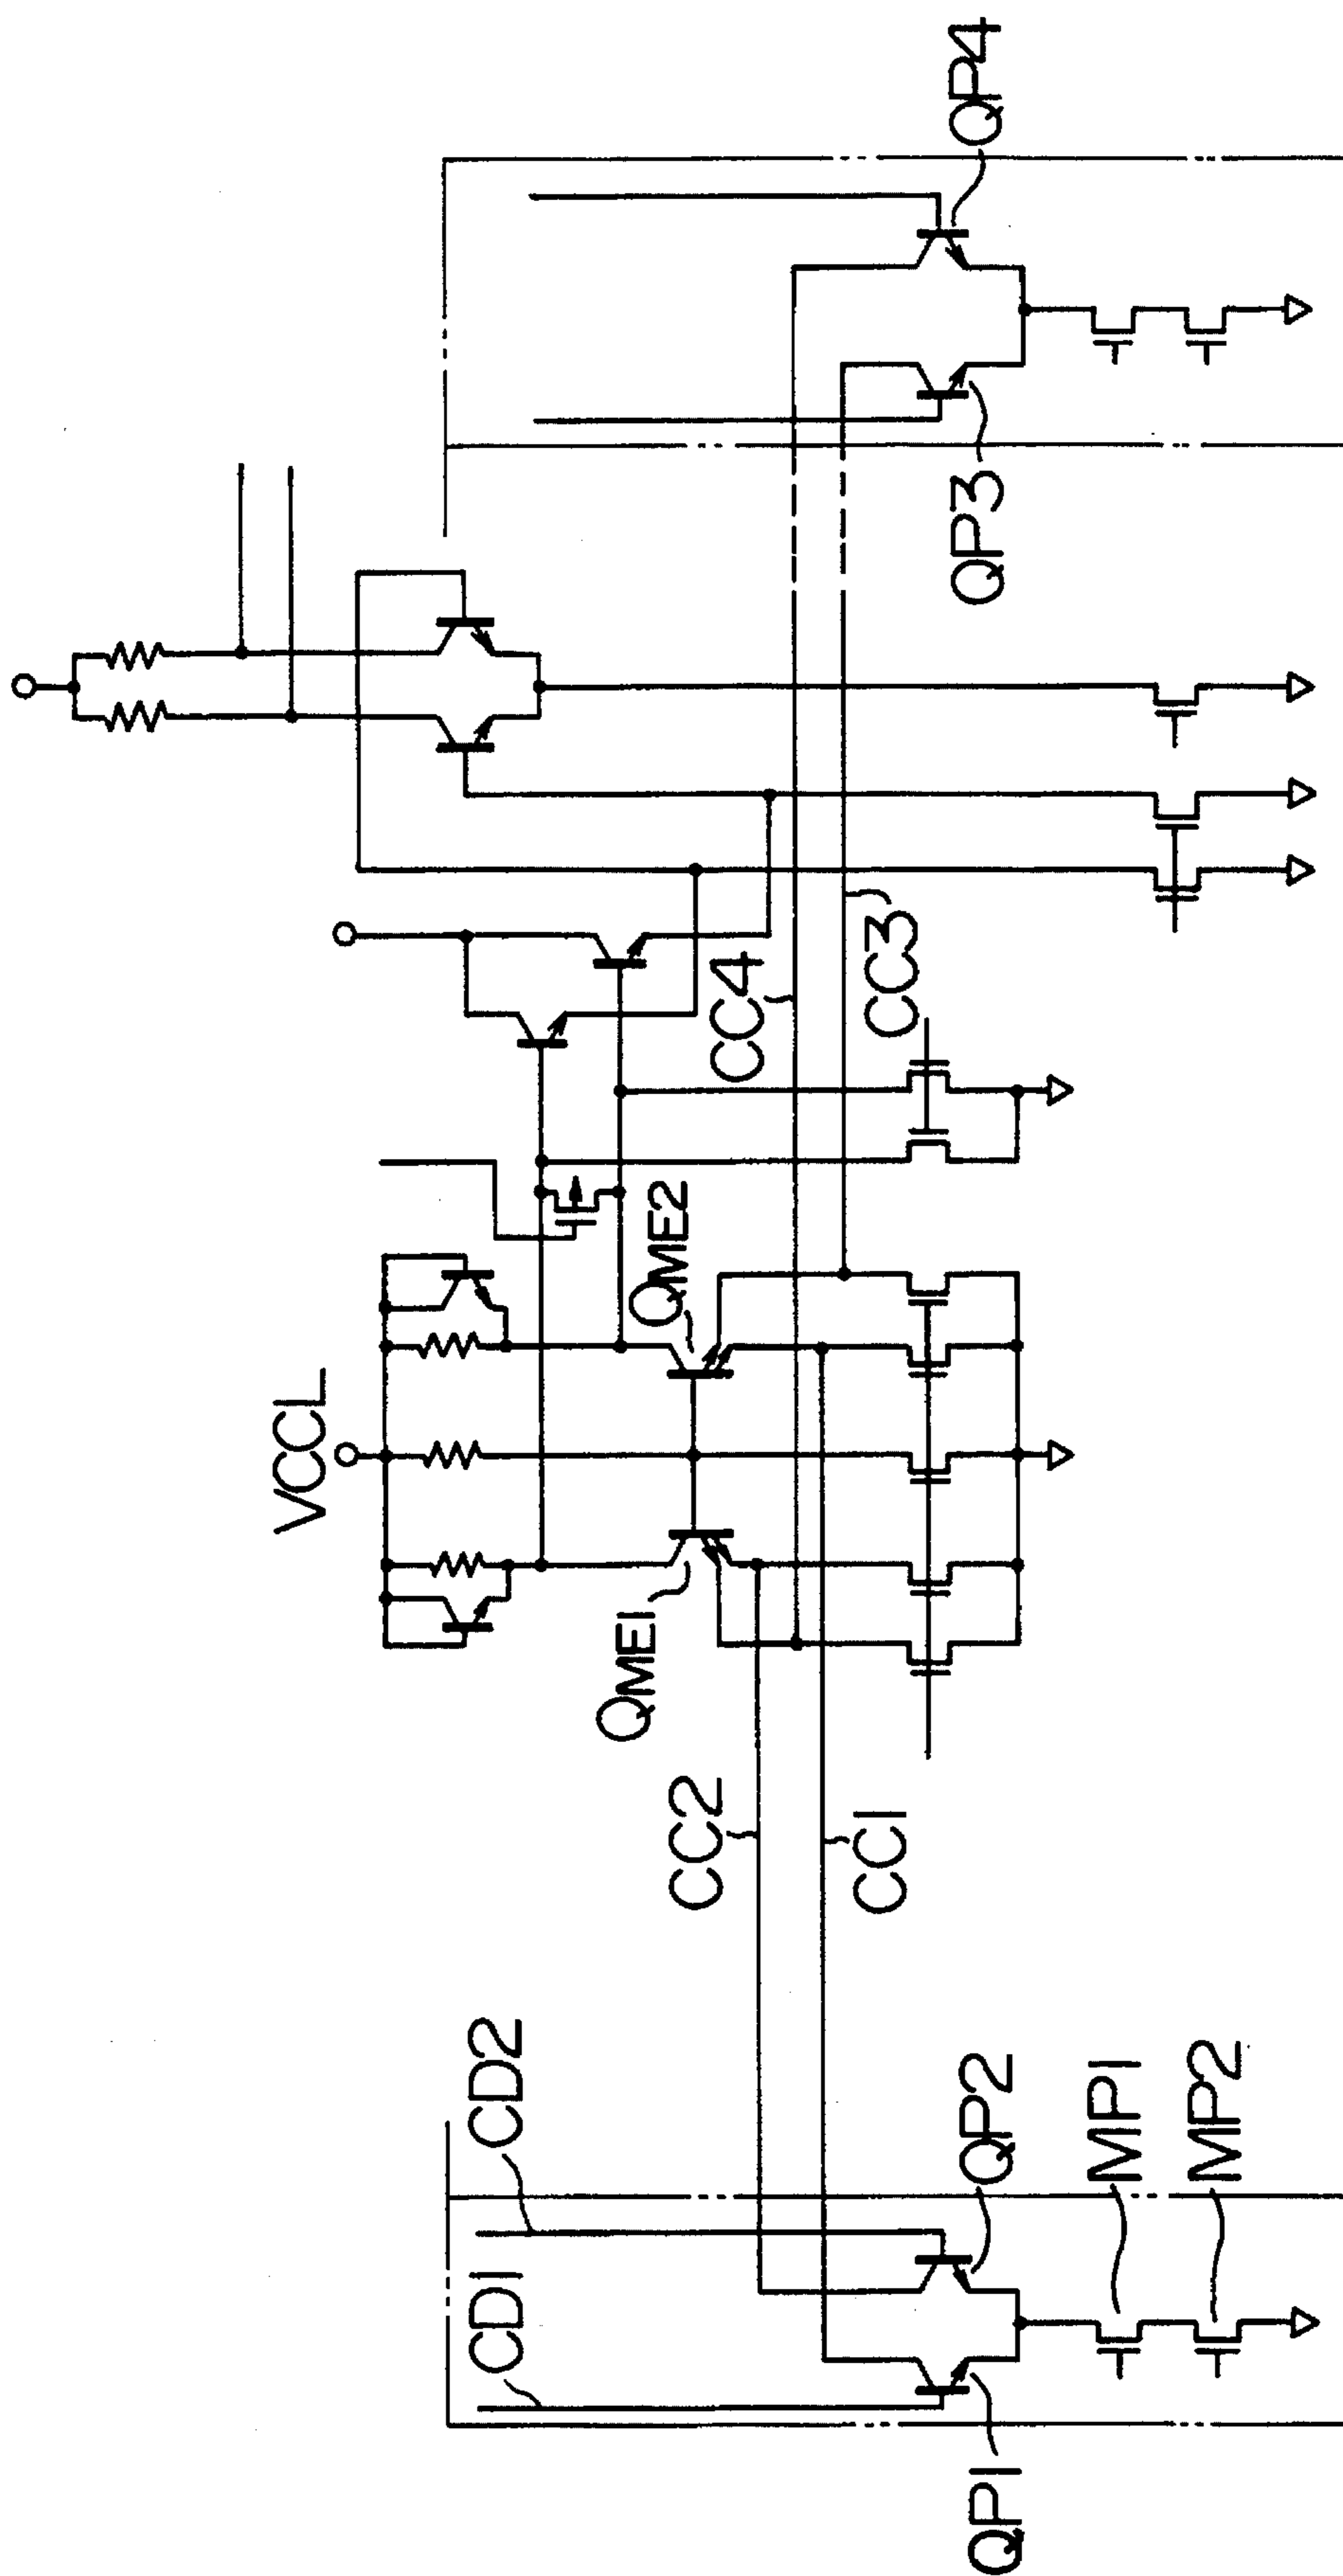 VCCL
QME1
QME2
CC2
CC1
CC4
CC3
CD1
CD2
QP1
QP2
MP1
MP2
QP3
QP4